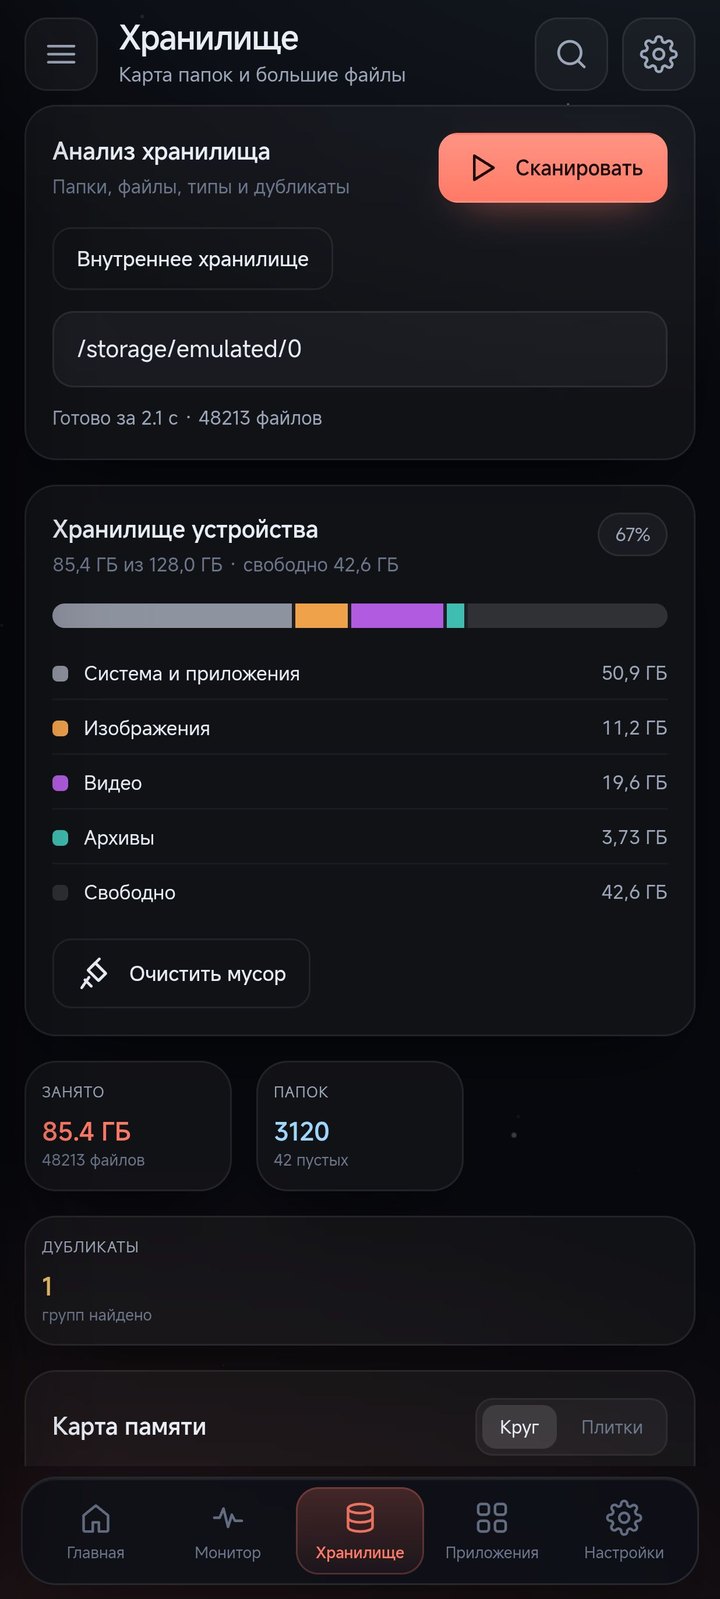 Хранилище
Карта папок и большие файлы
Анализ хранилища
Папки, файлы, типы и дубликаты
Сканировать
Внутреннее хранилище
/storage/emulated/0
Готово за 2.1 с · 48213 файлов
Хранилище устройства
85,4 ГБ из 128,0 ГБ · свободно 42,6 ГБ
67%
Система и приложения 50,9 ГБ
Изображения 11,2 ГБ
Видео 19,6 ГБ
Архивы 3,73 ГБ
Свободно 42,6 ГБ
Очистить мусор
ЗАНЯТО
85.4 ГБ
48213 файлов
ПАПОК
3120
42 пустых
ДУБЛИКАТЫ
1
групп найдено
Карта памяти
Круг Плитки
Главная Монитор Хранилище Приложения Настройки